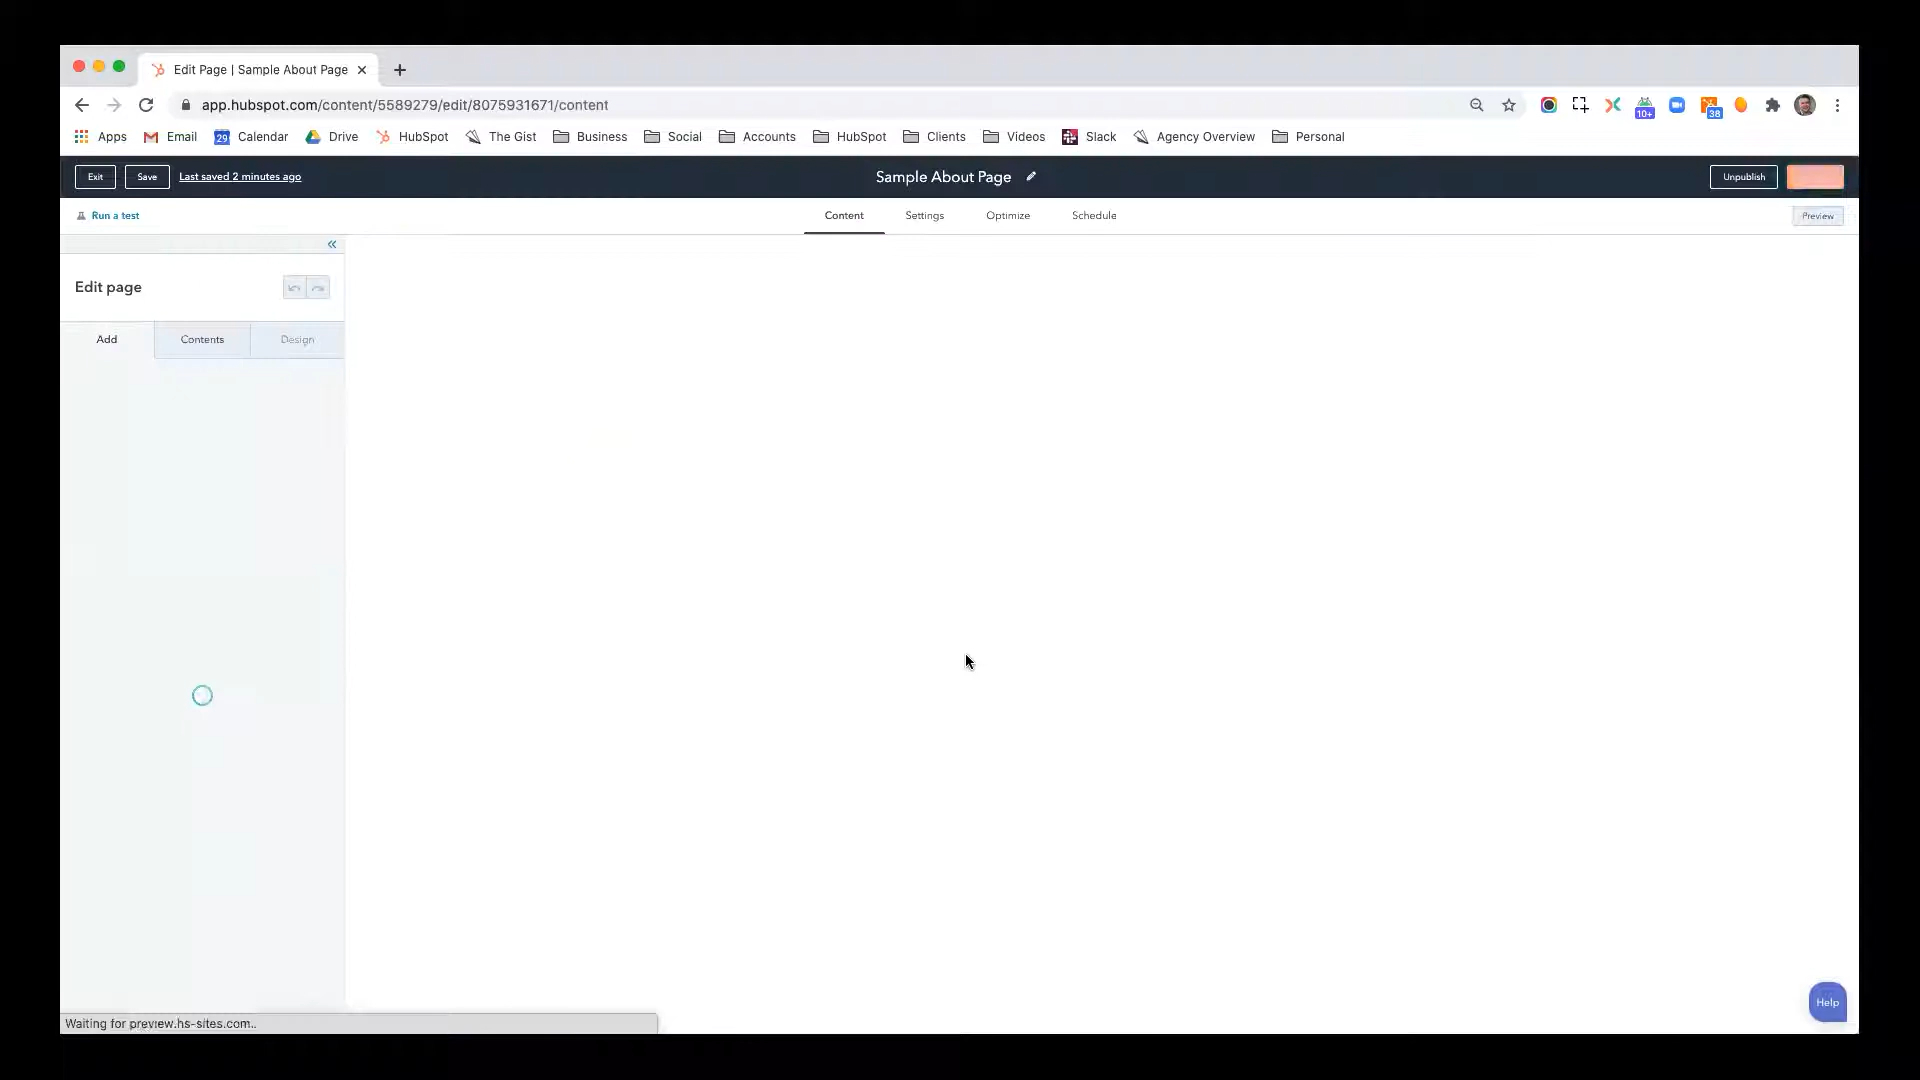 Edit Page | Sample About Page
app.hubspot.com/content/5589279/edit/8075931671/content
10+
38
Apps
Email
29
Calendar
Drive
HubSpot
The Gist
Business
Social
Accounts
HubSpot
Clients
Videos
Slack
Agency Overview
Personal
Exit
Save
Last saved 2 minutes ago
Sample About Page
Unpublish
Run a test
Content
Settings
Optimize
Schedule
Preview
Edit page
Add
Contents
Design
Help
Waiting for preview.hs-sites.com..